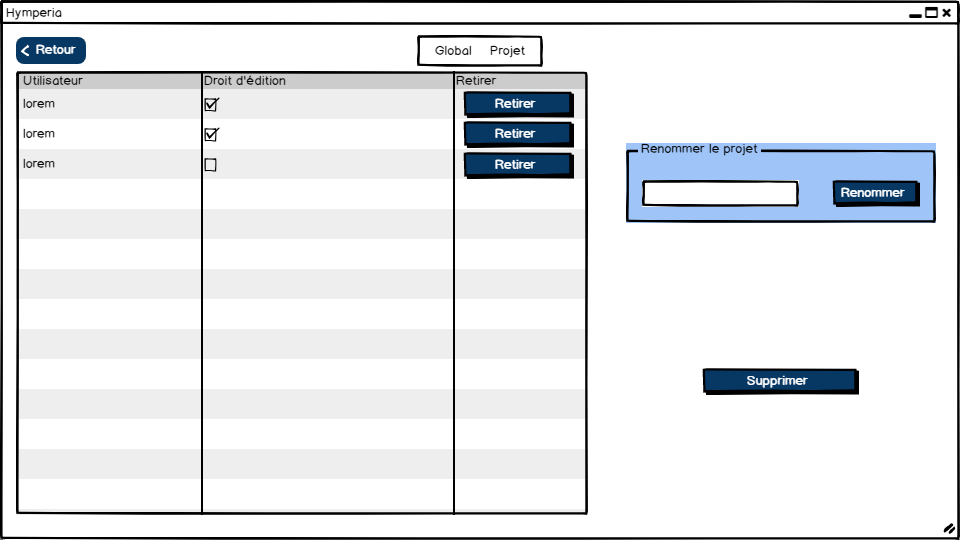 Hymperia
Retour
Global Projet
Utilisateur Droit d'édition Retirer
lorem Retirer
lorem Retirer
lorem Retirer
Renommer le projet
Renommer
Supprimer